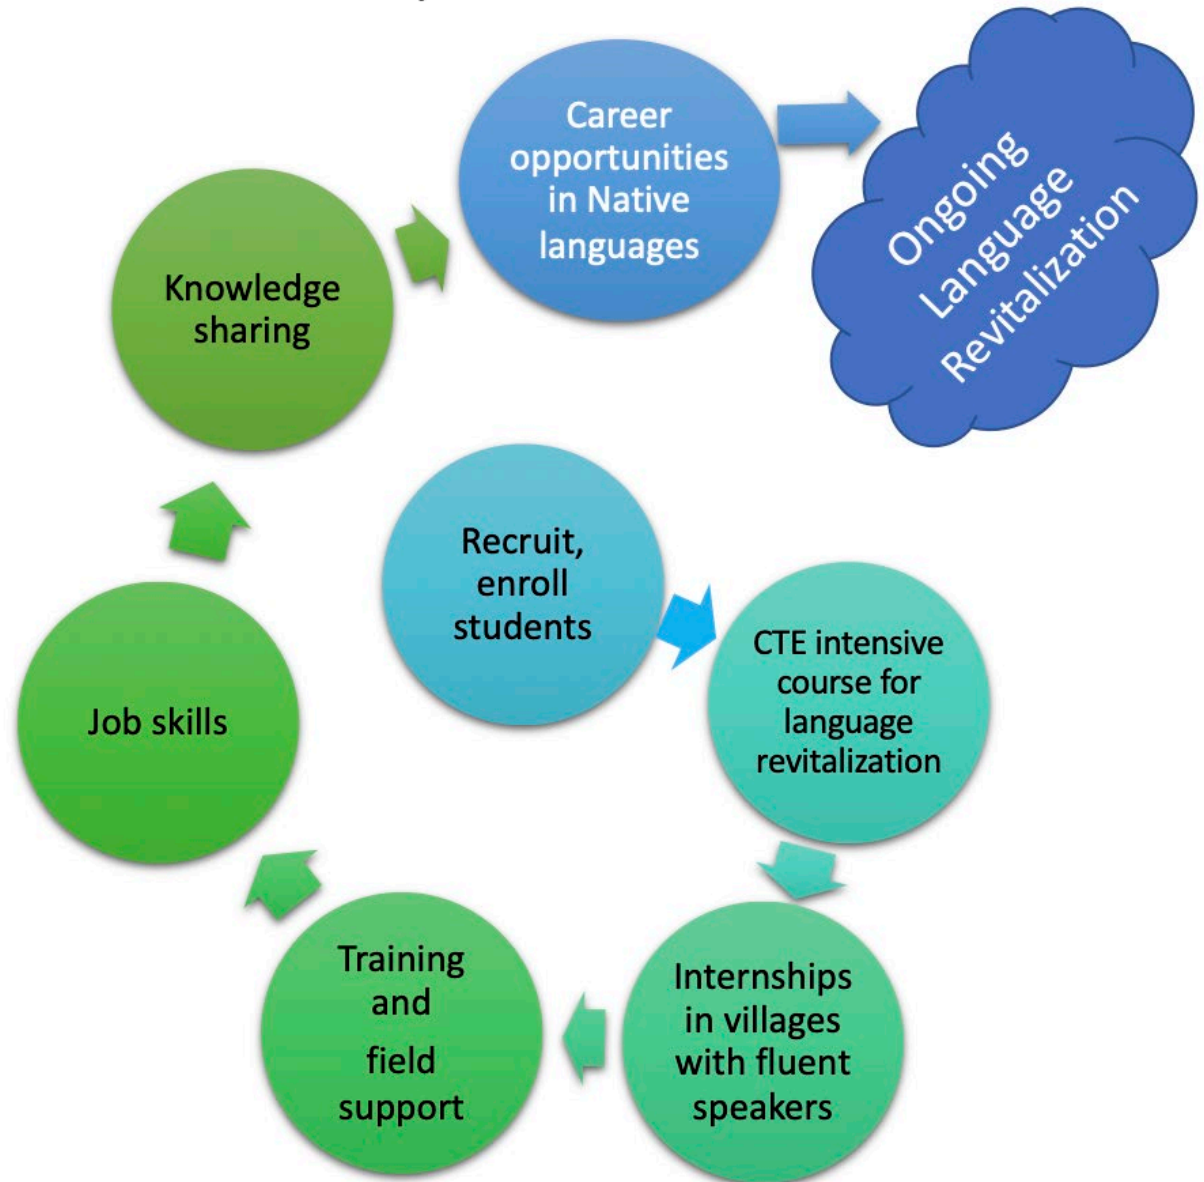 Career
opportunities
in Native
languages
Ongoing
Language
Revitalization
Knowledge
sharing
Recruit,
enroll
students
CTE intensive
course for
language
revitalization
Job skills
Training
and
field
support
Internships
in villages
with fluent
speakers